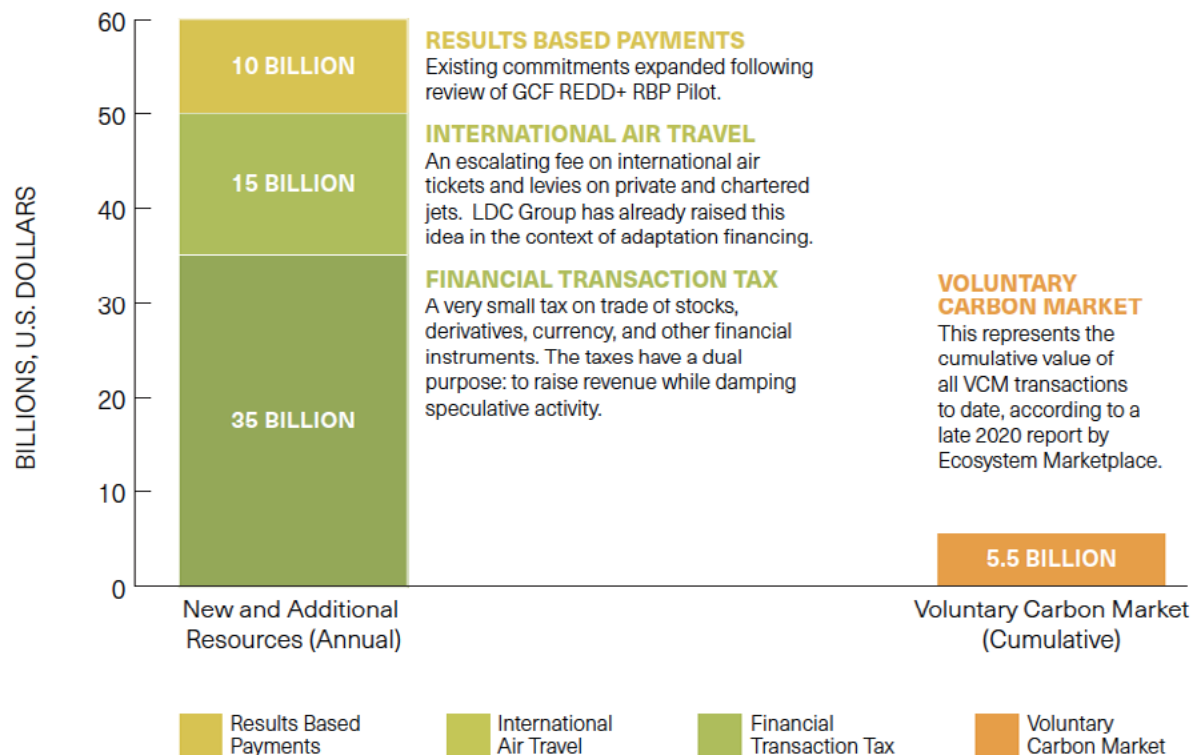 BILLIONS, U.S. DOLLARS
60
50
40
30
20
10
0
10 BILLION
15 BILLION
35 BILLION
RESULTS BASED PAYMENTS
Existing commitments expanded following
review of GCF REDD+ RBP Pilot.
INTERNATIONAL AIR TRAVEL
An escalating fee on international air
tickets and levies on private and chartered
jets. LDC Group has already raised this
idea in the context of adaptation financing.
FINANCIAL TRANSACTION TAX
A very small tax on trade of stocks,
derivatives, currency, and other financial
instruments. The taxes have a dual
purpose: to raise revenue while damping
speculative activity.
VOLUNTARY
CARBON MARKET
This represents the
cumulative value of
all VCM transactions
to date, according to a
late 2020 report by
Ecosystem Marketplace.
5.5 BILLION
New and Additional
Resources (Annual)
Voluntary Carbon Market
(Cumulative)
Results Based
Payments
International
Air Travel
Financial
Transaction Tax
Voluntary
Carbon Market